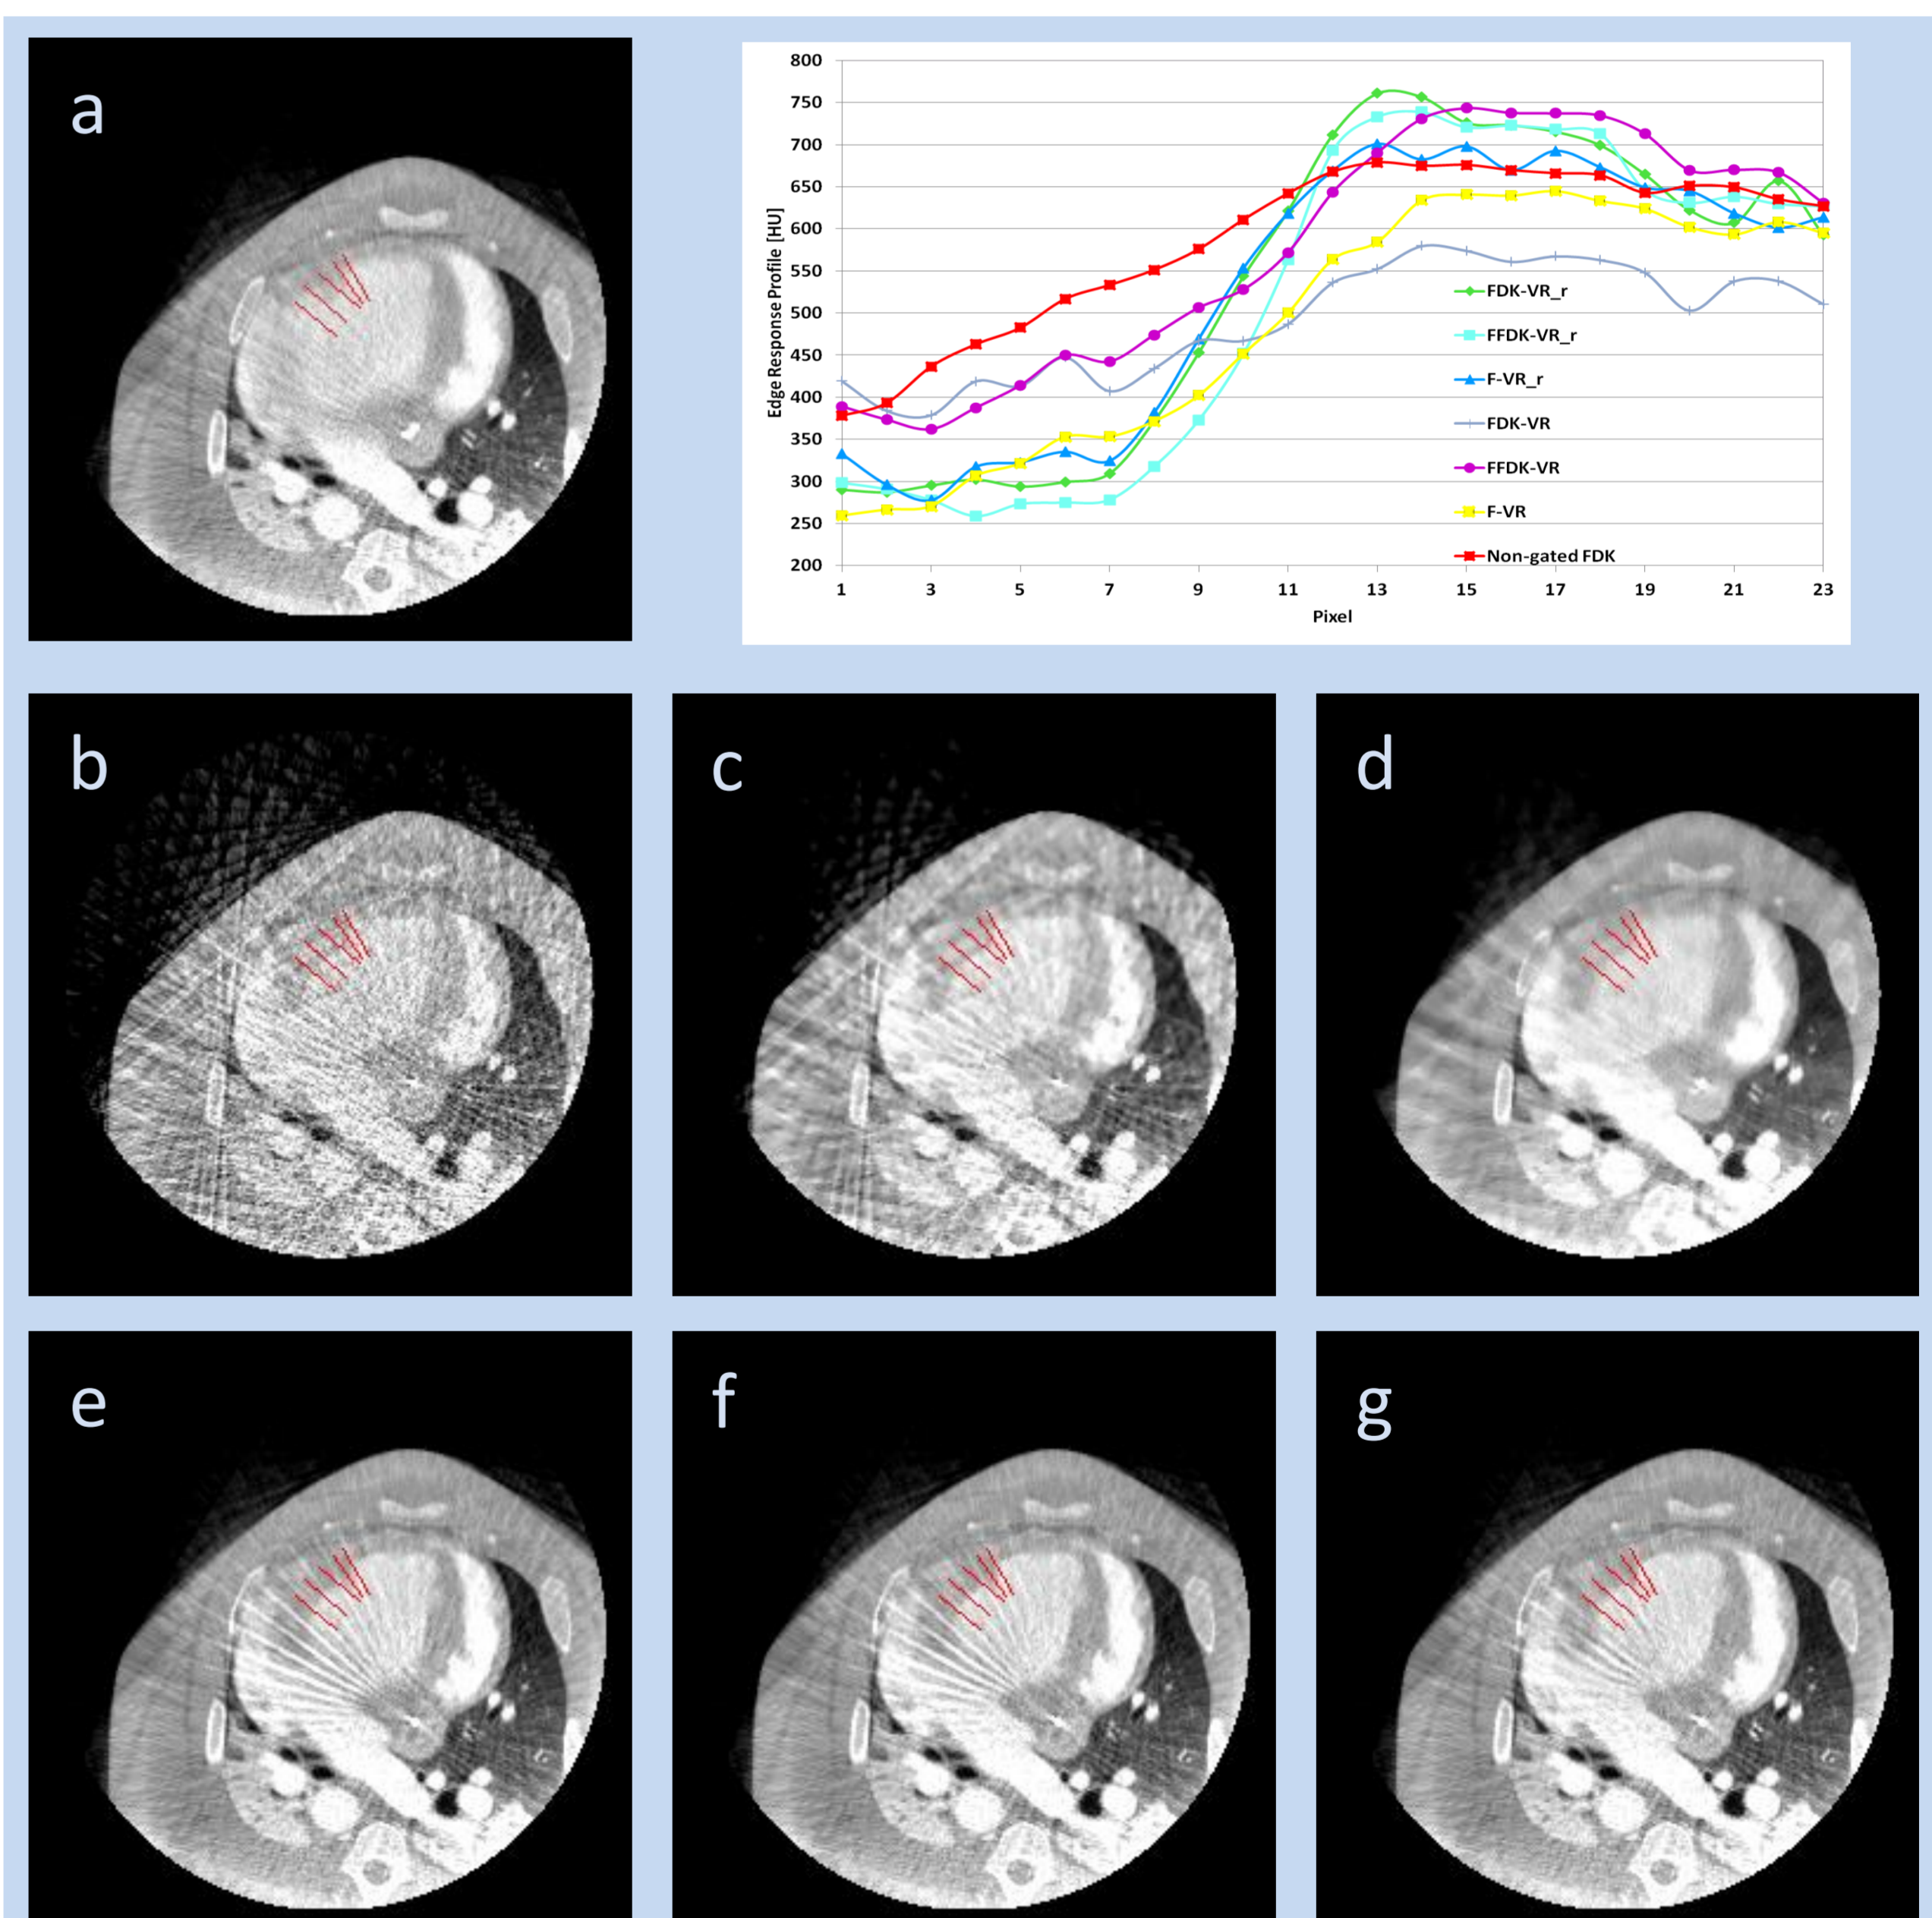 a
800
750
700
650
600
550
500
450
400
350
300
250
200
Edge Response Profile [HU]
FDK-VR_r
FFDK-VR_r
F-VR_r
FDK-VR
FFDK-VR
F-VR
Non-gated FDK
1 3 5 7 9 11 13 15 17 19 21 23
Pixel
b
c
d
e
f
g